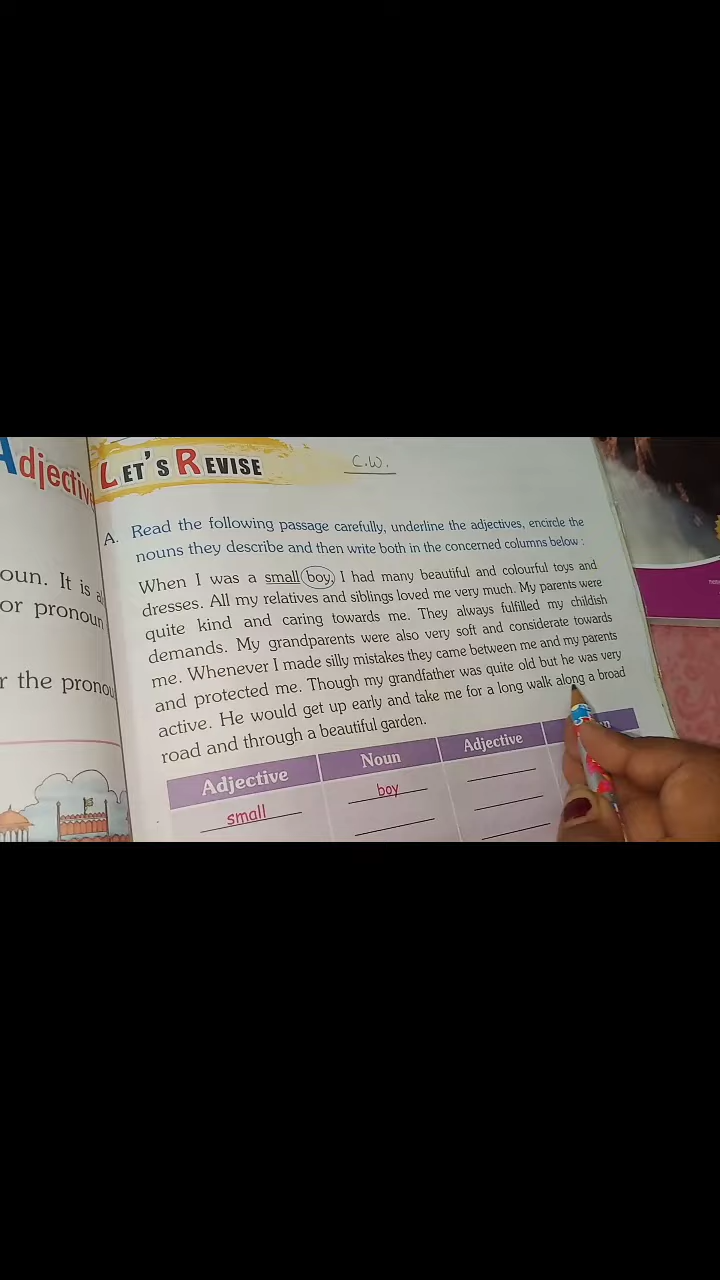 Adjectiv
LET'S REVISE
C.W.
A. Read the following passage carefully, underline the adjectives, encircle the
nouns they describe and then write both in the concerned columns below :
When I was a small boy, I had many beautiful and colourful toys and
dresses. All my relatives and siblings loved me very much. My parents were
quite kind and caring towards me. They always fulfilled my childish
demands. My grandparents were also very soft and considerate towards
me. Whenever I made silly mistakes they came between me and my parents
and protected me. Though my grandfather was quite old but he was very
active. He would get up early and take me for a long walk along a broad
road and through a beautiful garden.
Adjective Noun Adjective
small boy
oun. It is a
or pronoun
r the pronou